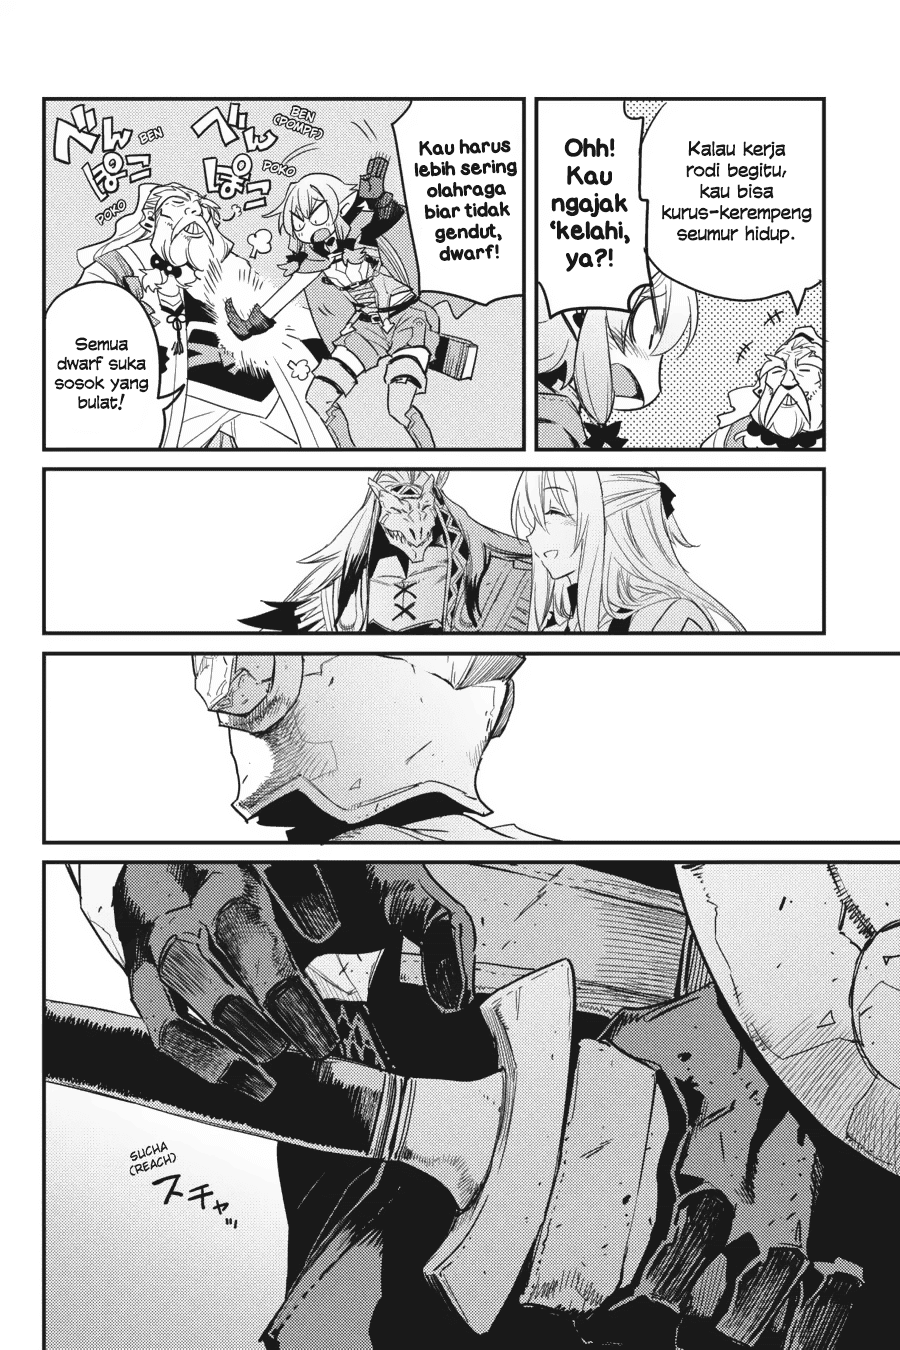 Kalau kerja
rodi begitu,
kau bisa
kurus-kerempeng
seumur hidup.
Ohh!
Kau
ngajak
‘kelahi,
ya?!
Kau harus
lebih sering
olahraga
biar tidak
gendut,
dwarf!
べん
ぽこ
BEN
(POMPF)
POKO
べん
ぽこ
BEN
POKO
Semua
dwarf suka
sosok yang
bulat!
SUCHA
(REACH)
スチャッ